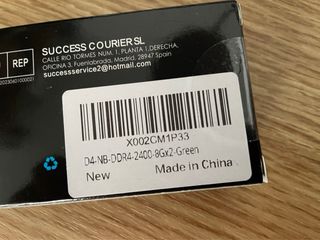 REP
SUCCESS COURIER SL
CALLE RIO TORMES NUM. 1, PLANTA 1,DERECHA,
OFICINA 3, Fuenlabrada, Madrid, 28947 Spain
successservice2@hotmail.com
X002CM1P33
D4-NB-DDR4-2400-8Gx2-Green
New
Made in China